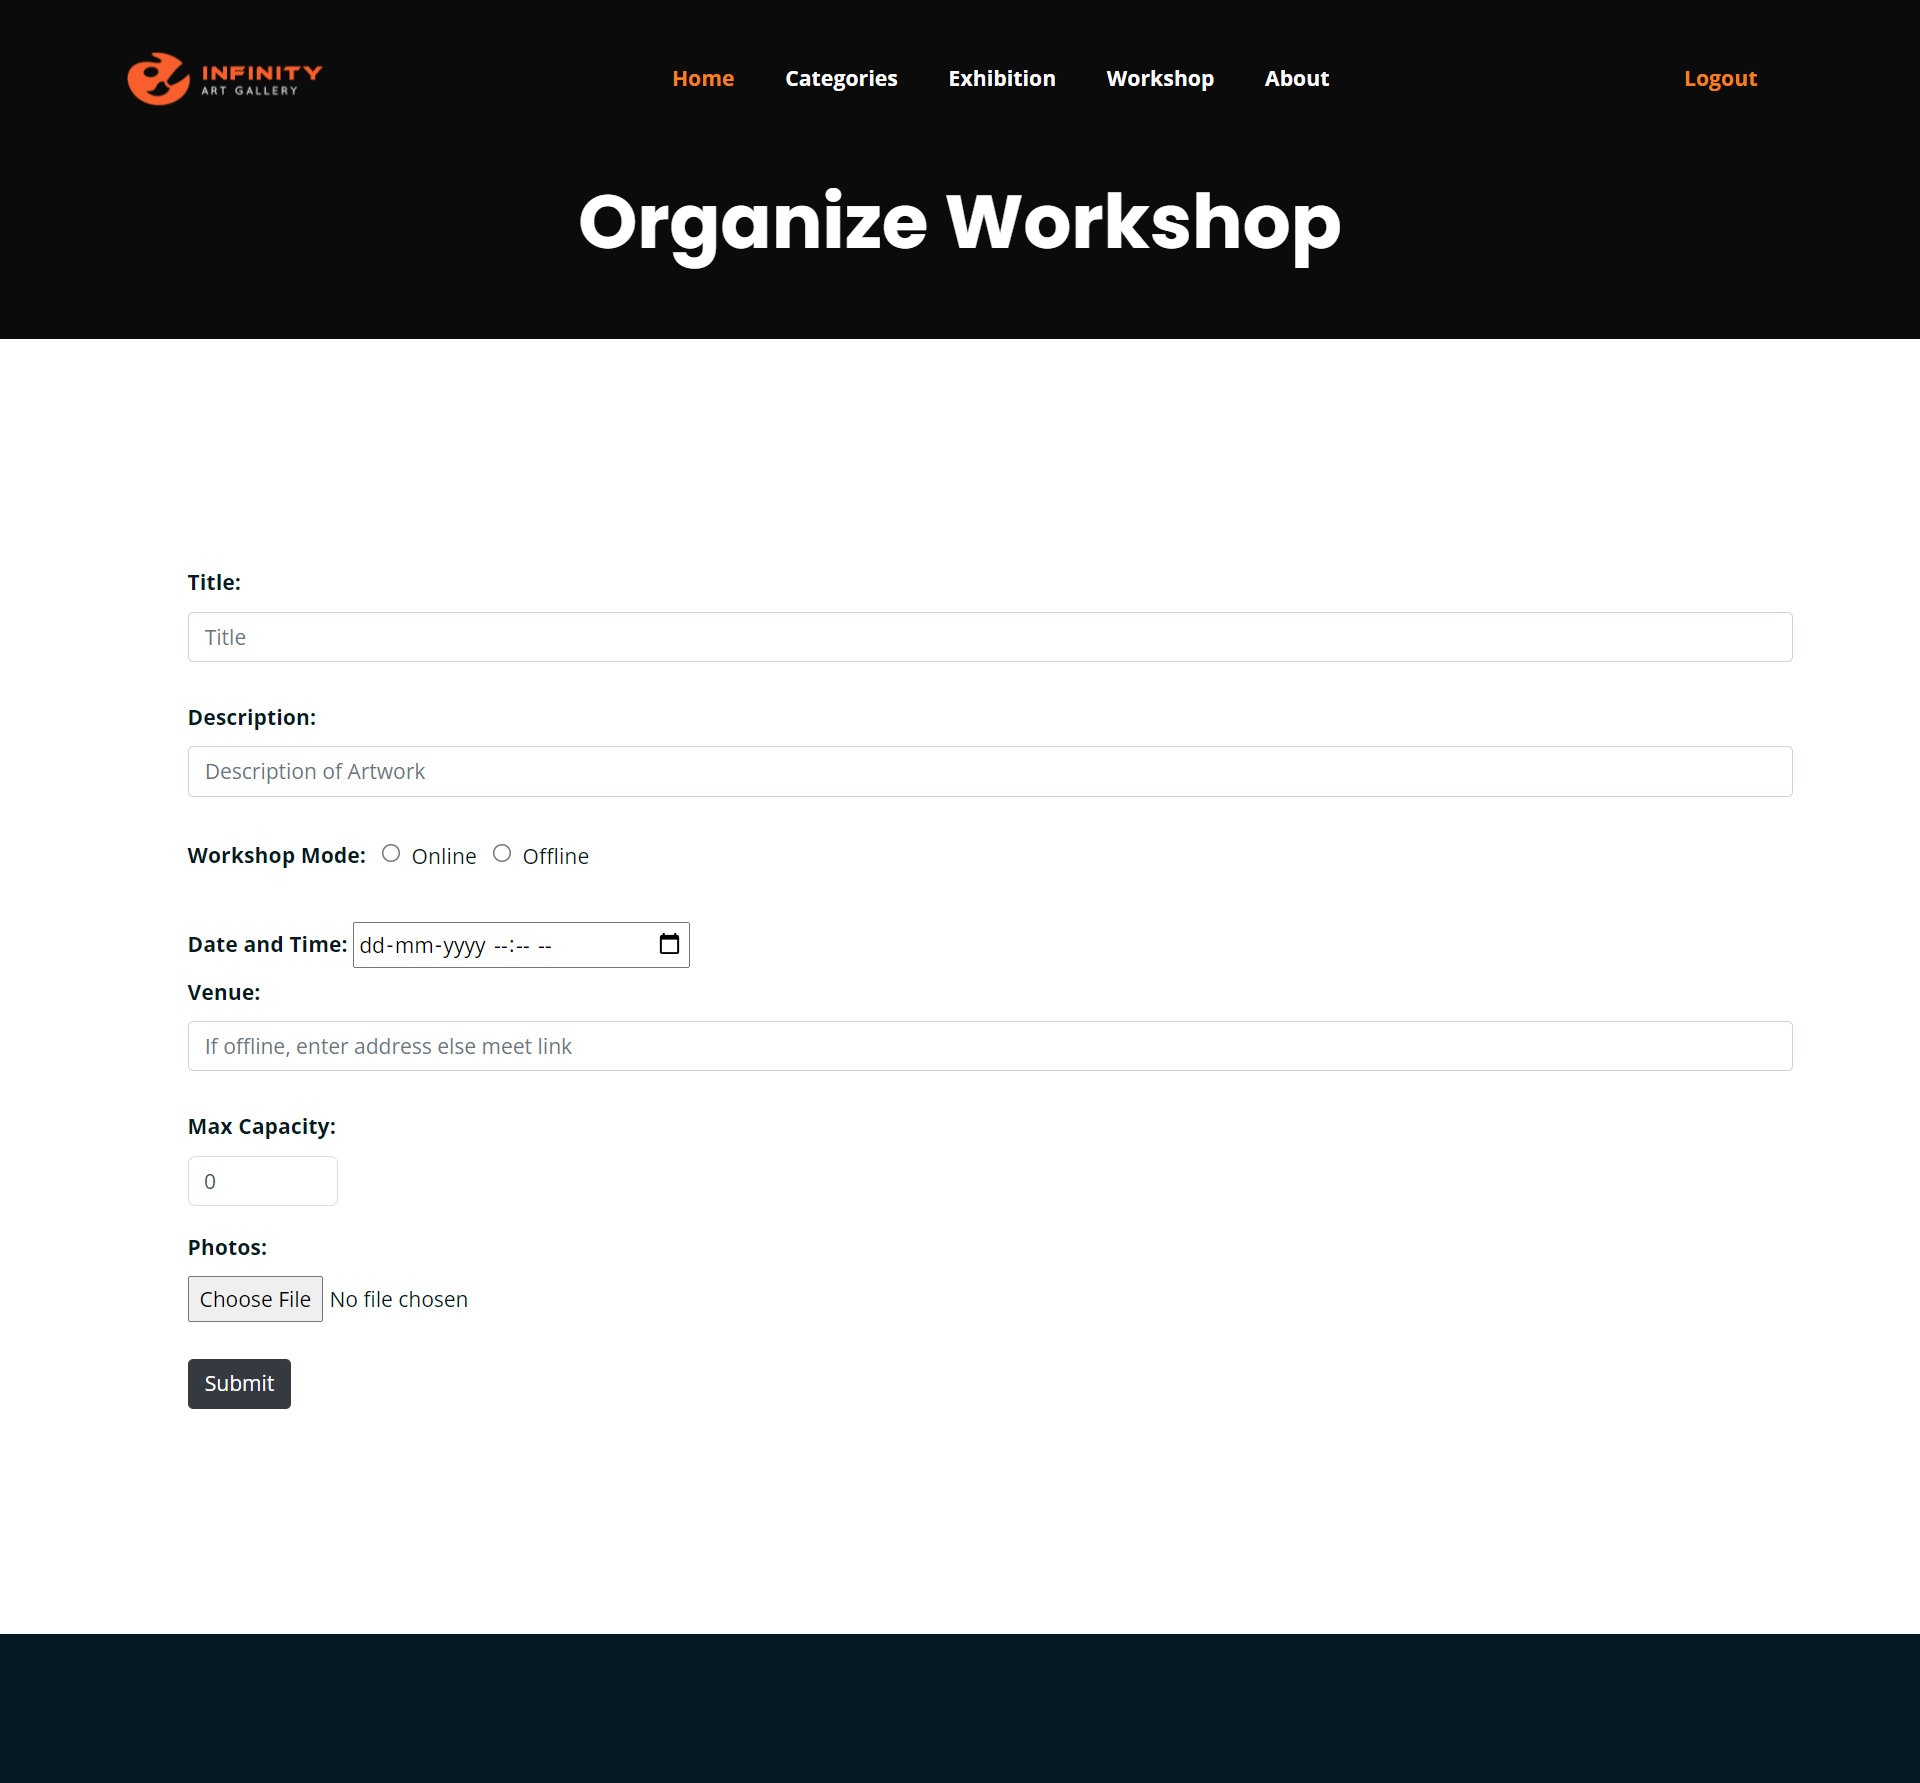 INFINITY
ART GALLERY
Home Categories Exhibition Workshop About Logout
Organize Workshop
Title:
Title
Description:
Description of Artwork
Workshop Mode: Online Offline
Date and Time: dd-mm-yyyy --:-- --
Venue:
If offline, enter address else meet link
Max Capacity:
0
Photos:
Choose File No file chosen
Submit